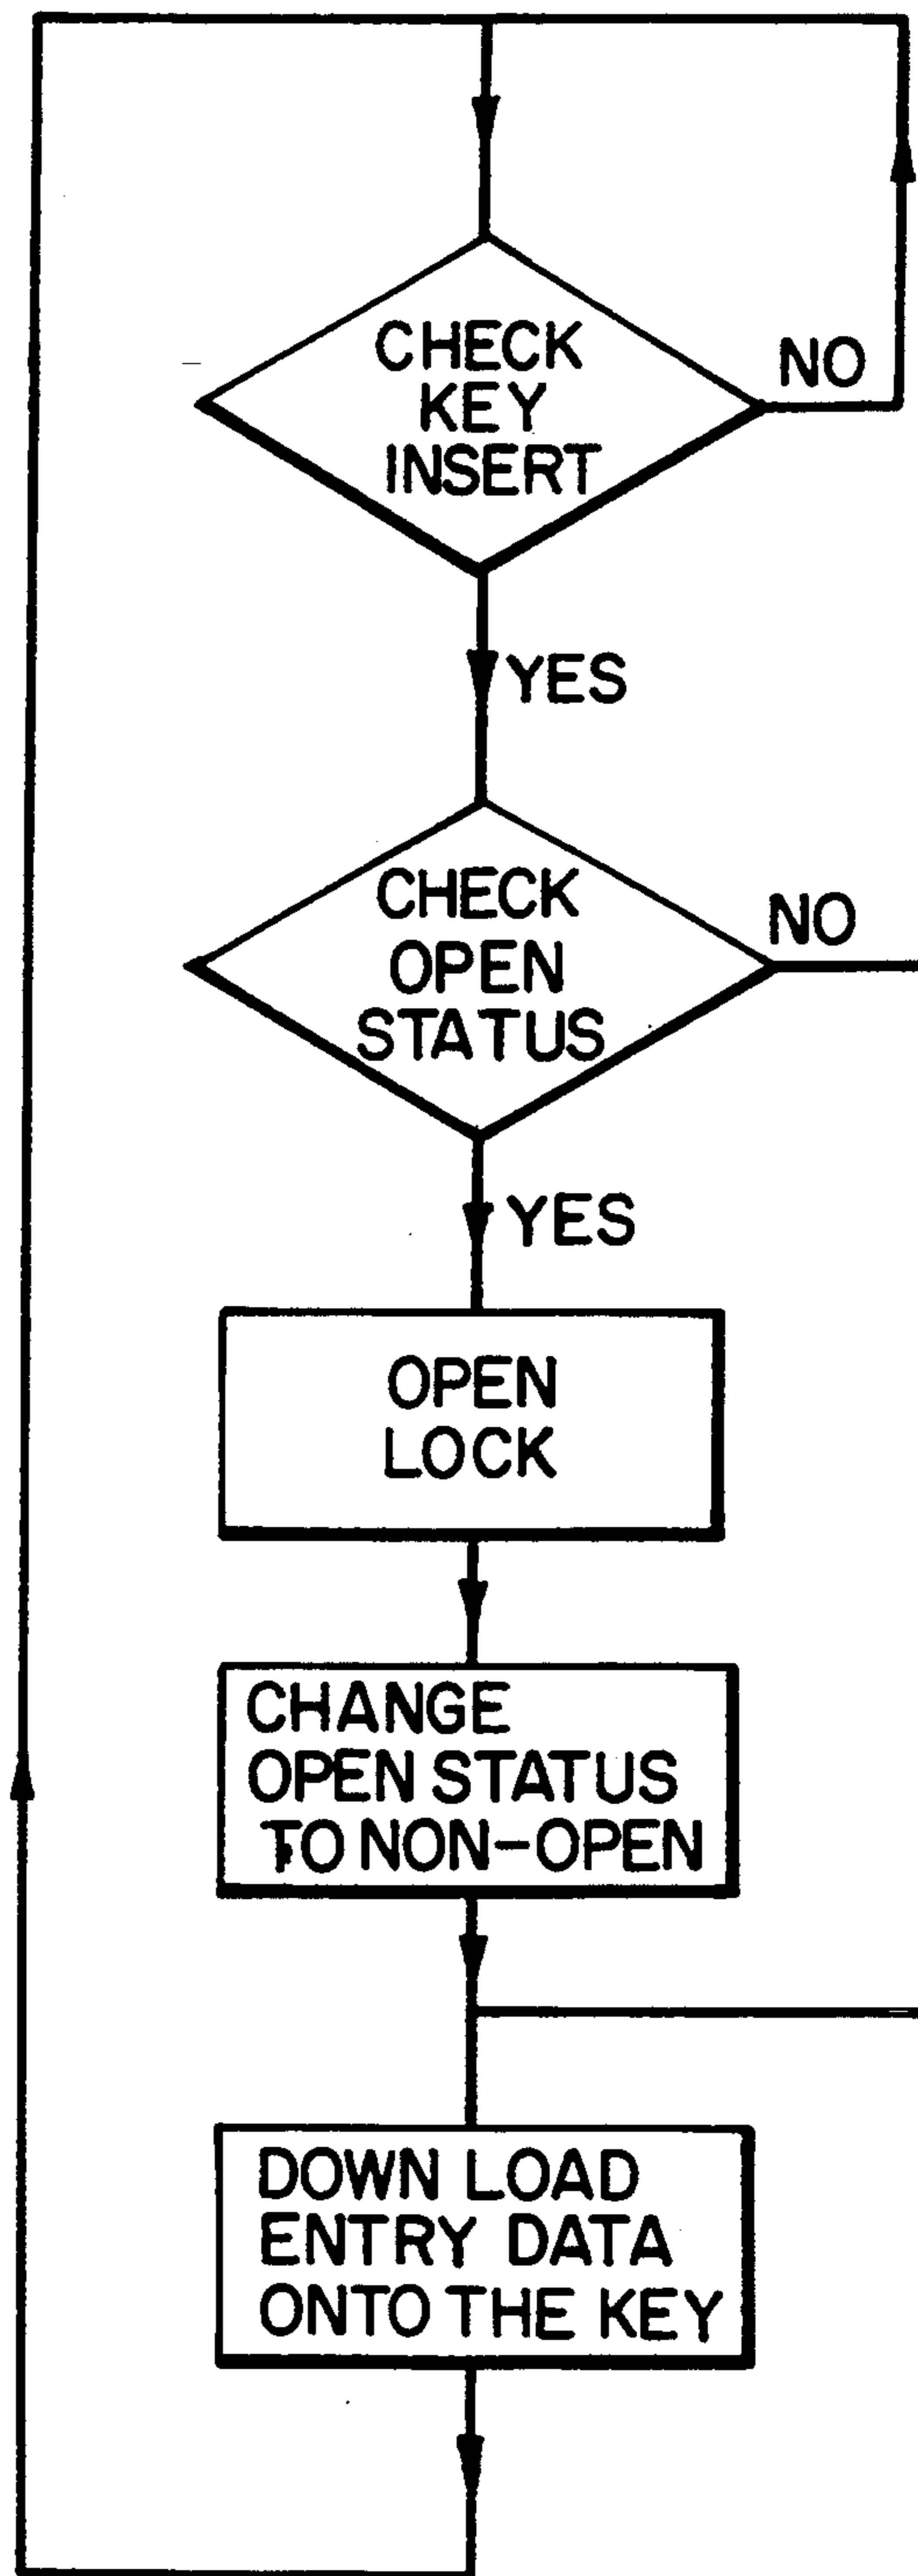 CHECK
KEY
INSERT
NO
YES
CHECK
OPEN
STATUS
NO
YES
OPEN
LOCK
CHANGE
OPEN STATUS
TO NON-OPEN
DOWN LOAD
ENTRY DATA
ONTO THE KEY